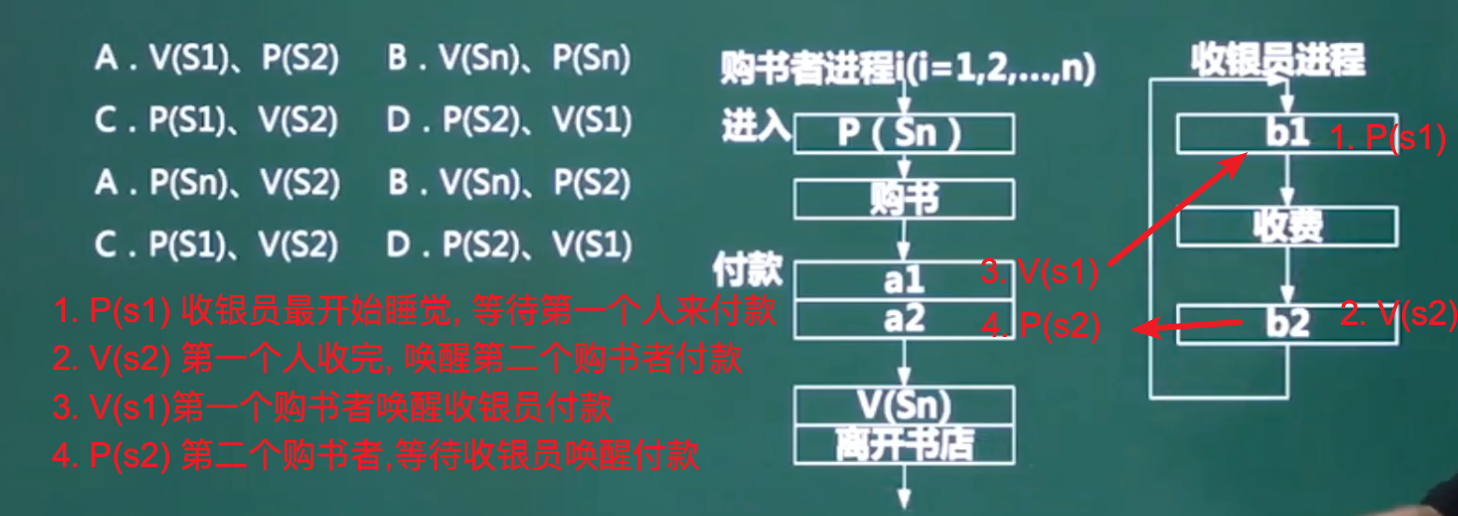 A．V(S1)、P(S2) B．V(Sn)、P(Sn)
C．P(S1)、V(S2) D．P(S2)、V(S1)
A．P(Sn)、V(S2) B．V(Sn)、P(S2)
C．P(S1)、V(S2) D．P(S2)、V(S1)
1. P(s1) 收银员最开始睡觉, 等待第一个人来付款
2. V(s2) 第一个人收完, 唤醒第二个购书者付款
3. V(s1)第一个购书者唤醒收银员付款
4. P(s2) 第二个购书者,等待收银员唤醒付款
购书者进程i(i=1,2,...,n)
进入
P（Sn）
购书
付款
a1
3. V(s1)
a2
4. P(s2)
V(Sn)
离开书店
收银员进程
b1
1. P(s1)
收费
b2
2. V(s2)